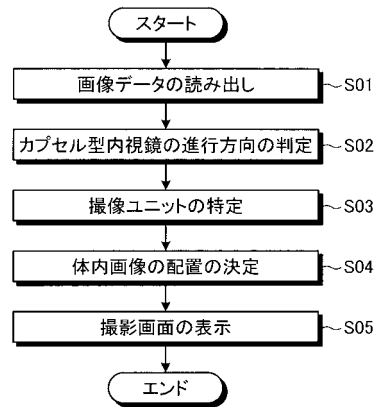 スタート
画像データの読み出し
S01
カプセル型内視鏡の進行方向の判定
S02
撮像ユニットの特定
S03
体内画像の配置の決定
S04
撮影画面の表示
S05
エンド